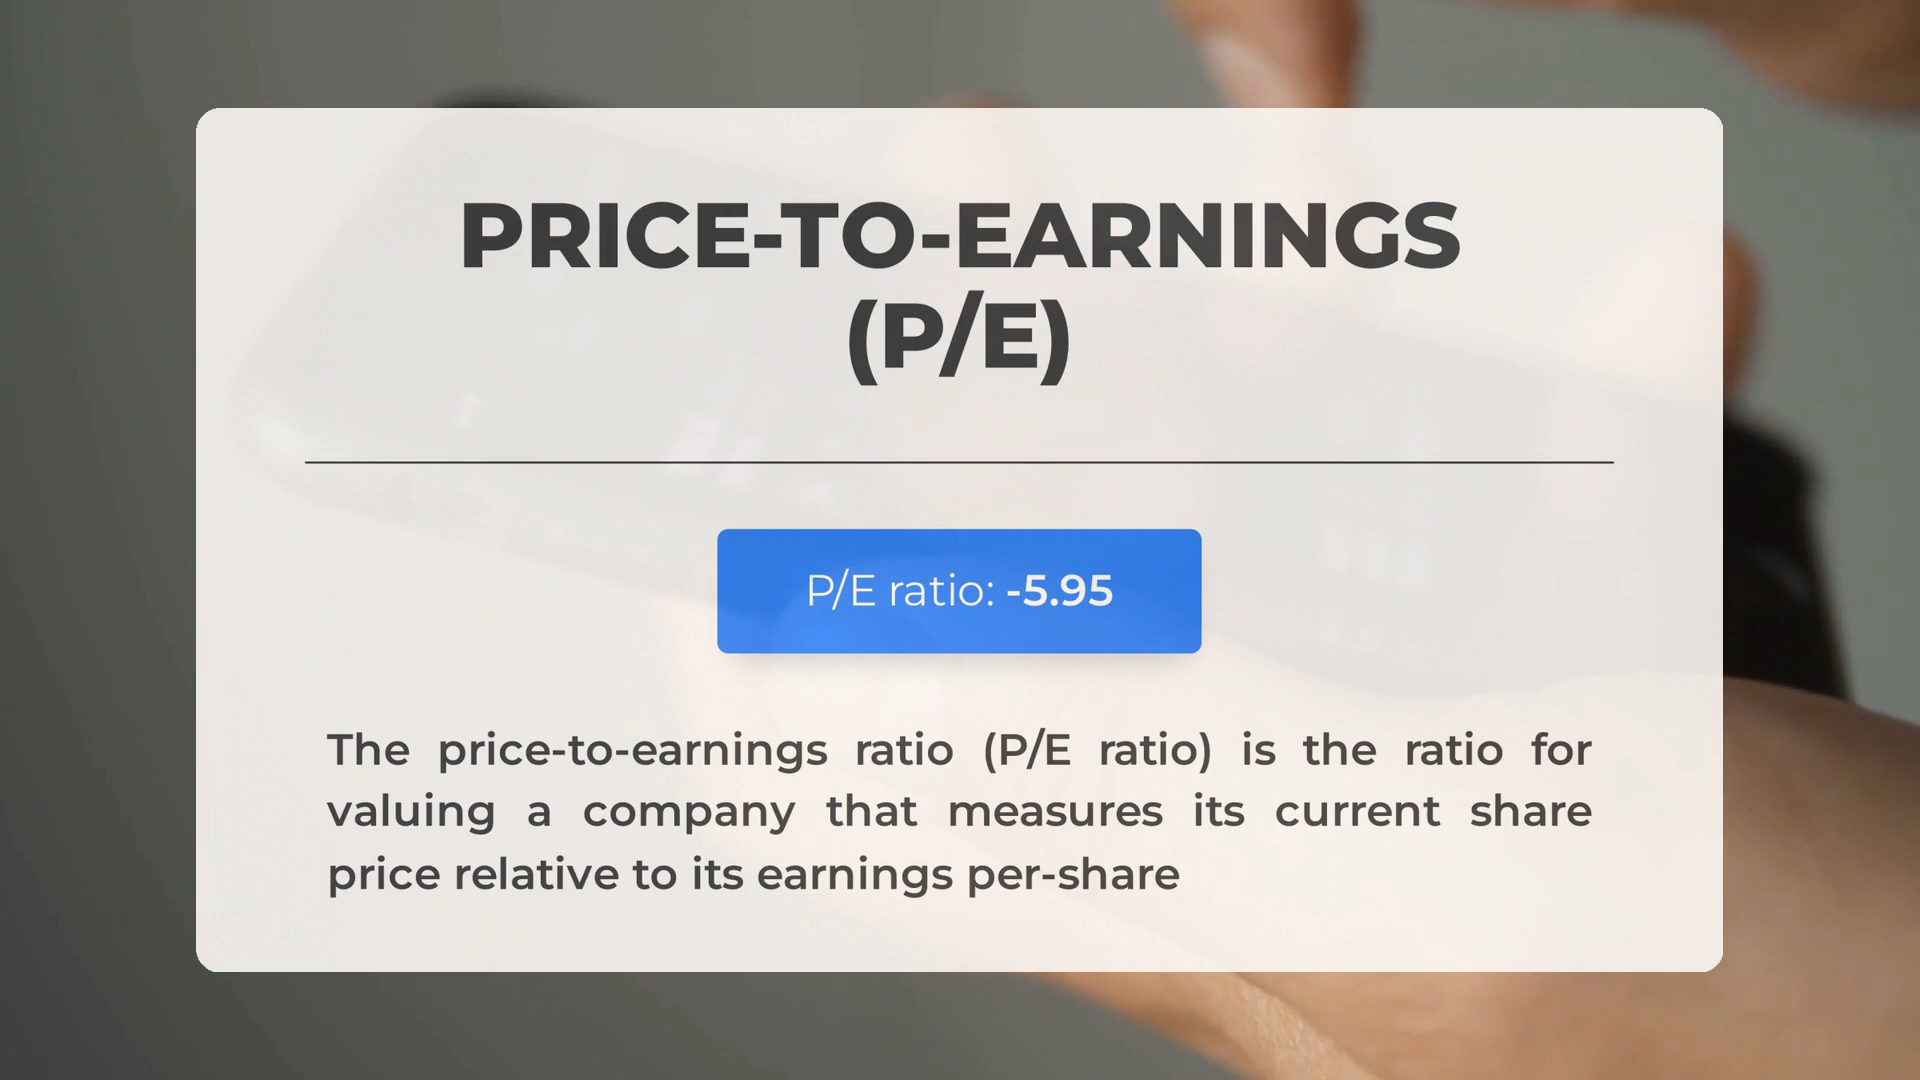 PRICE-TO-EARNINGS
(P/E)
P/E ratio: -5.95
The price-to-earnings ratio (P/E ratio) is the ratio for
valuing a company that measures its current share
price relative to its earnings per-share